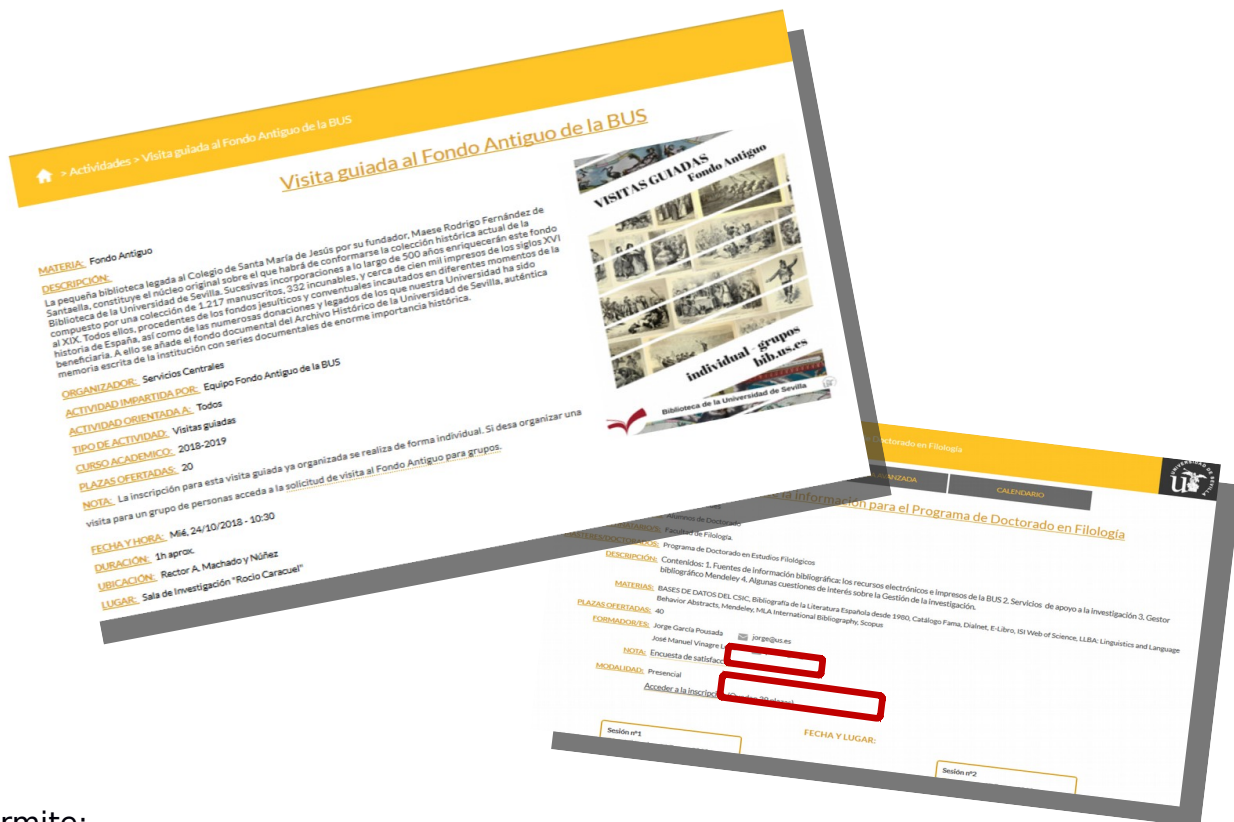 > Actividades > Visita guiada al Fondo Antiguo de la BUS
Visita guiada al Fondo Antiguo de la BUS
MATERIA: Fondo Antiguo
DESCRIPCIÓN:
La pequeña biblioteca legada al Colegio de Santa María de Jesús por su fundador, Maese Rodrigo Fernández de
Santaella, constituye el núcleo original sobre el que habrá de conformarse la colección histórica actual de la
Biblioteca de la Universidad de Sevilla. Sucesivas incorporaciones a lo largo de 500 años enriquecerán este fondo
compuesto por una colección de 1.217 manuscritos, 332 incunables, y cerca de cien mil impresos de los siglos XVI
al XIX. Todos ellos, procedentes de los fondos jesuíticos y conventuales incautados en diferentes momentos de la
historia de España, así como de las numerosas donaciones y legados de los que nuestra Universidad ha sido
beneficiaria. A ello se añade el fondo documental del Archivo Histórico de la Universidad de Sevilla, auténtica
memoria escrita de la institución con series documentales de enorme importancia histórica.
ORGANIZADOR: Servicios Centrales
ACTIVIDAD IMPARTIDA POR: Equipo Fondo Antiguo de la BUS
ACTIVIDAD ORIENTADA A: Todos
TIPO DE ACTIVIDAD: Visitas guiadas
CURSO ACADEMICO: 2018-2019
PLAZAS OFERTADAS: 20
NOTA: La inscripción para esta visita guiada ya organizada se realiza de forma individual. Si desa organizar una
visita para un grupo de personas acceda a la solicitud de visita al Fondo Antiguo para grupos.
FECHA Y HORA: Mié, 24/10/2018 - 10:30
DURACIÓN: 1h aprox.
UBICACIÓN: Rector A. Machado y Núñez
LUGAR: Sala de Investigación "Rocío Caracuel"
VISITAS GUIADAS
Fondo Antiguo
individual - grupos
bib.us.es
Biblioteca de la Universidad de Sevilla
Doctorado en Filología
AVANZADA
CALENDARIO
la información para el Programa de Doctorado en Filología
Alumnos de Doctorado
Facultad de Filología.
Programa de Doctorado en Estudios Filológicos
DESCRIPCIÓN: Contenidos: 1. Fuentes de información bibliográfica: los recursos electrónicos e impresos de la BUS 2. Servicios de apoyo a la investigación 3. Gestor
bibliográfico Mendeley 4. Algunas cuestiones de interés sobre la Gestión de la investigación.
MATERIAS: BASES DE DATOS DEL CSIC, Bibliografía de la Literatura Española desde 1980, Catálogo Fama, Dialnet, E-Libro, ISI Web of Science, LLBA: Linguistics and Language
Behavior Abstracts, Mendeley, MLA International Bibliography, Scopus
PLAZAS OFERTADAS: 40
FORMADOR/ES: Jorge García Pousada jorge@us.es
José Manuel Vinagre
NOTA: Encuesta de satisfacc
MODALIDAD: Presencial
Acceder a la inscripc
FECHA Y LUGAR:
Sesión nº1
Sesión nº2
rmite: